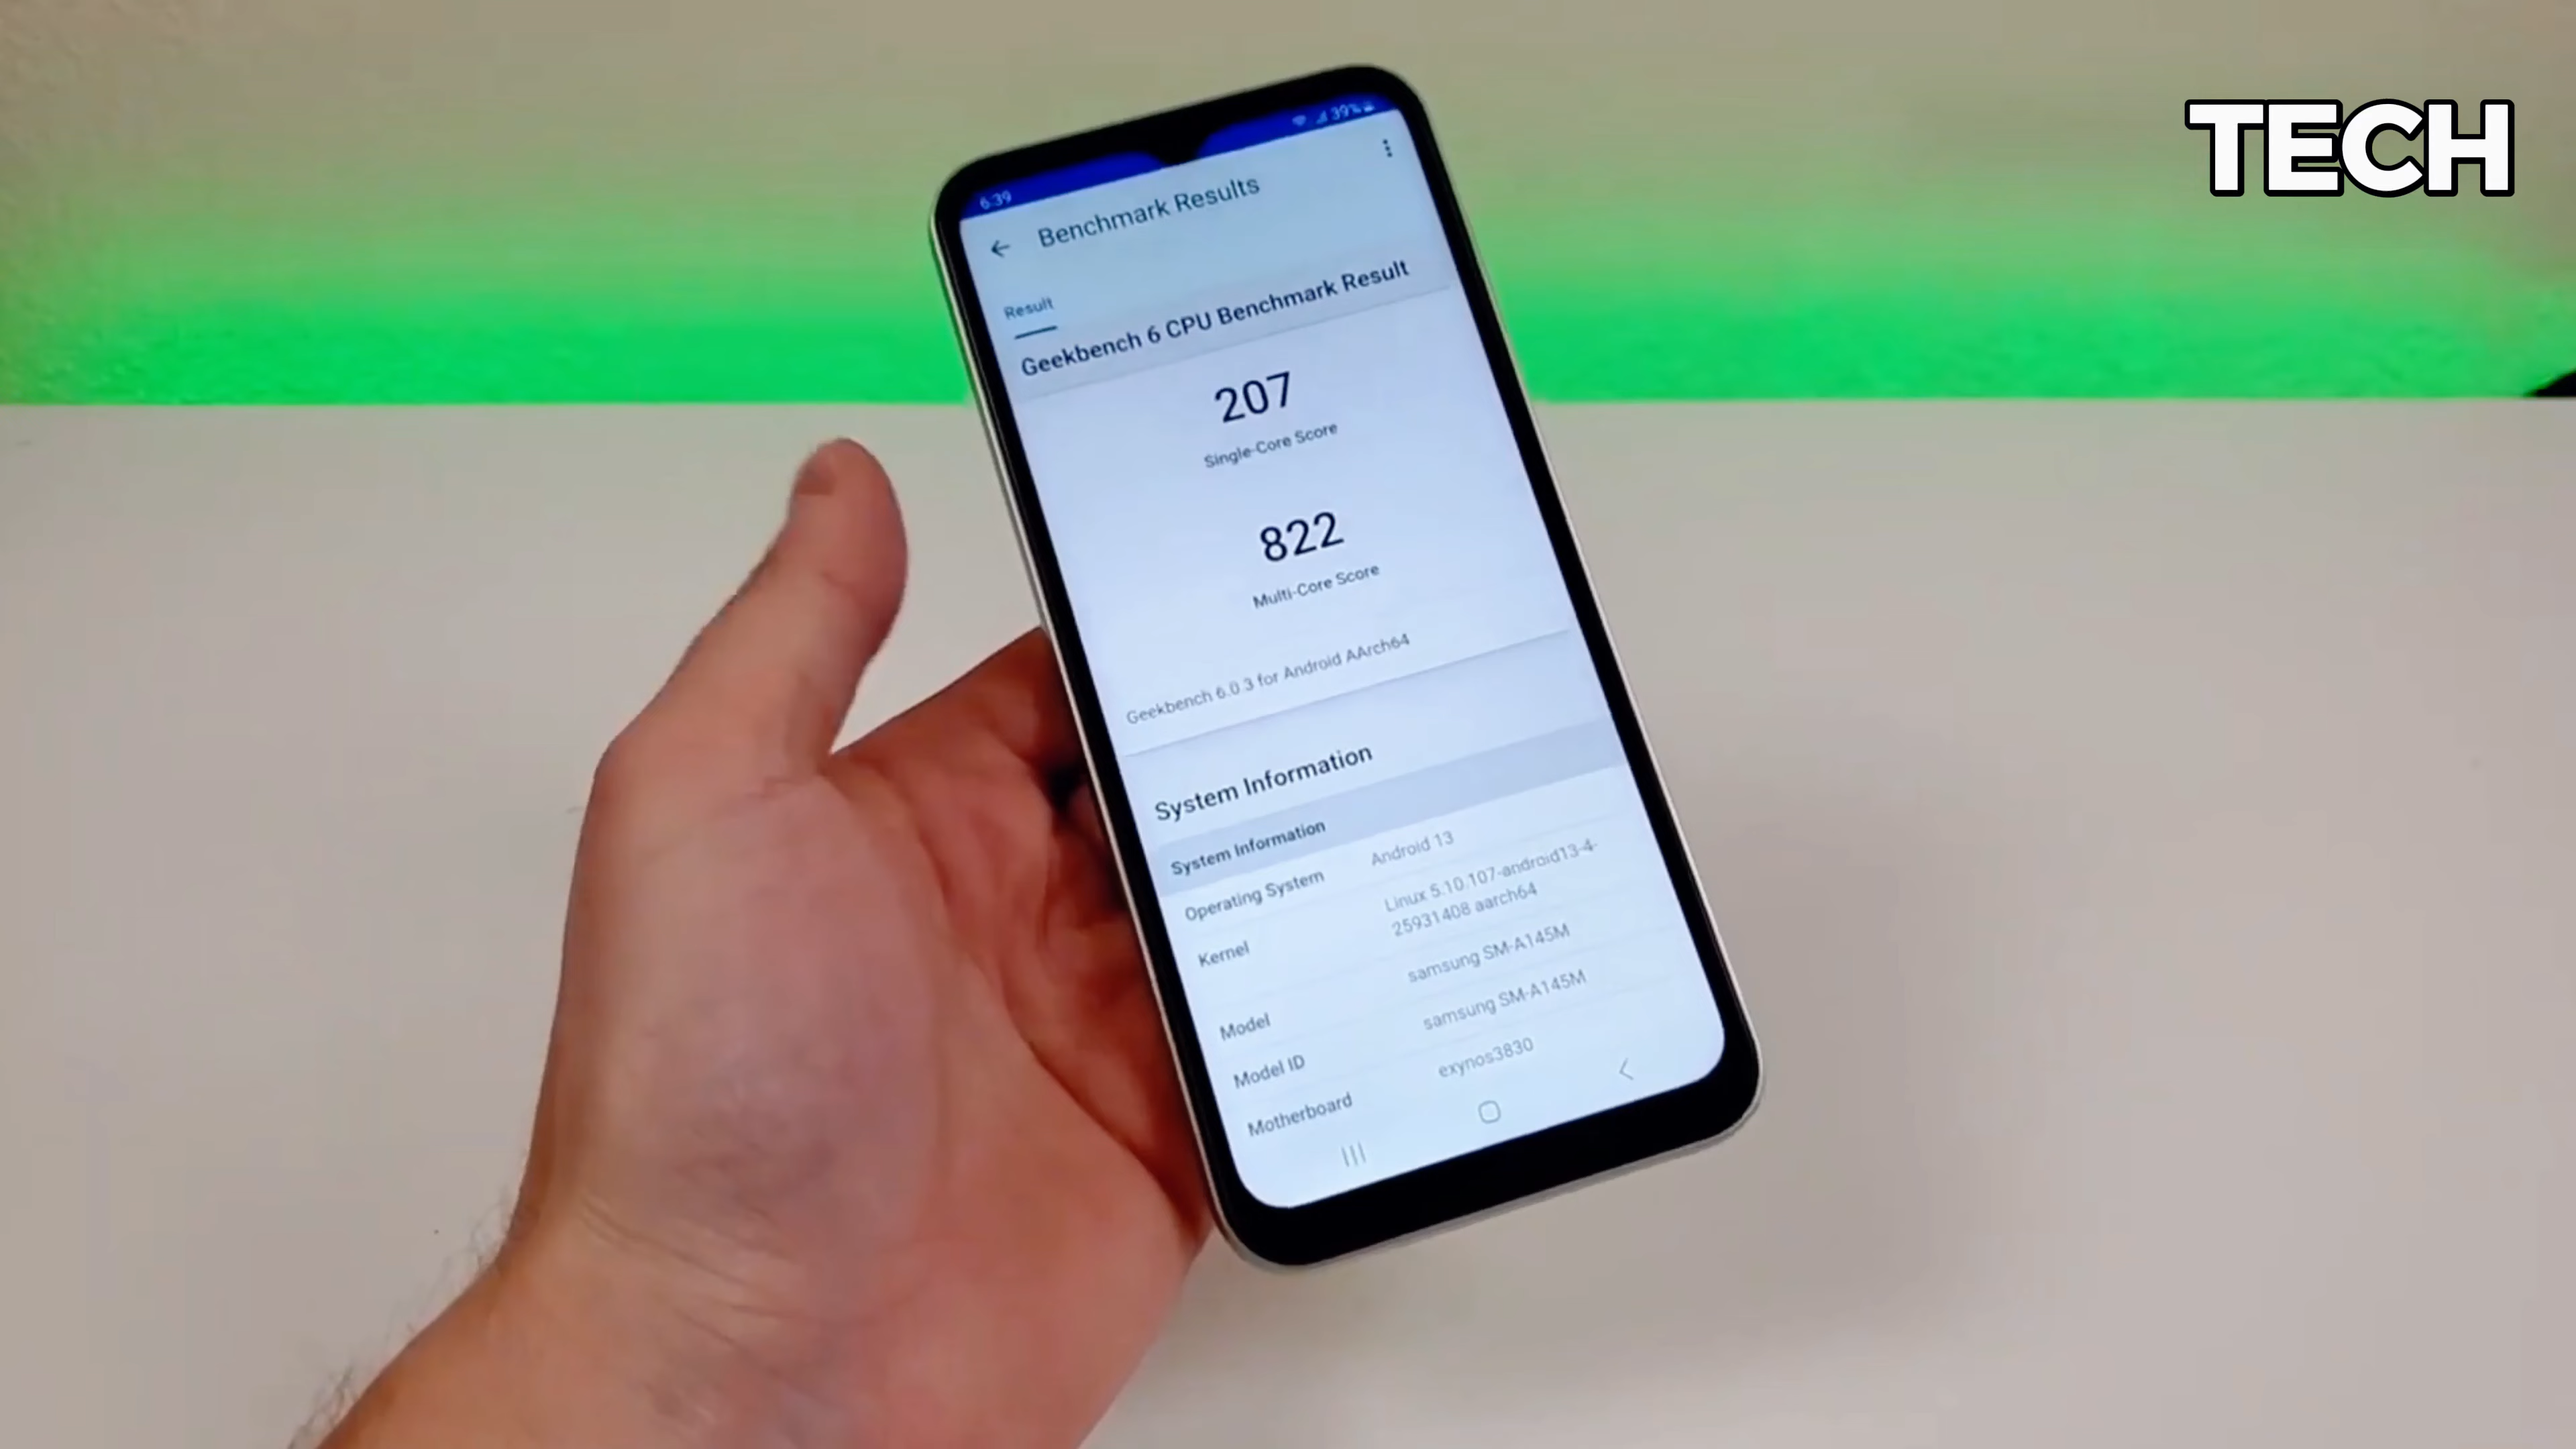 TECH
6:39
39%
Benchmark Results
Result
Geekbench 6 CPU Benchmark Result
207
Single-Core Score
822
Multi-Core Score
Geekbench 6.0.3 for Android AArch64
System Information
System Information
Operating System
Android 13
Kernel
Linux 5.10.107-android13-4-
25931408 aarch64
Model
samsung SM-A145M
Model ID
samsung SM-A145M
Motherboard
exynos3830